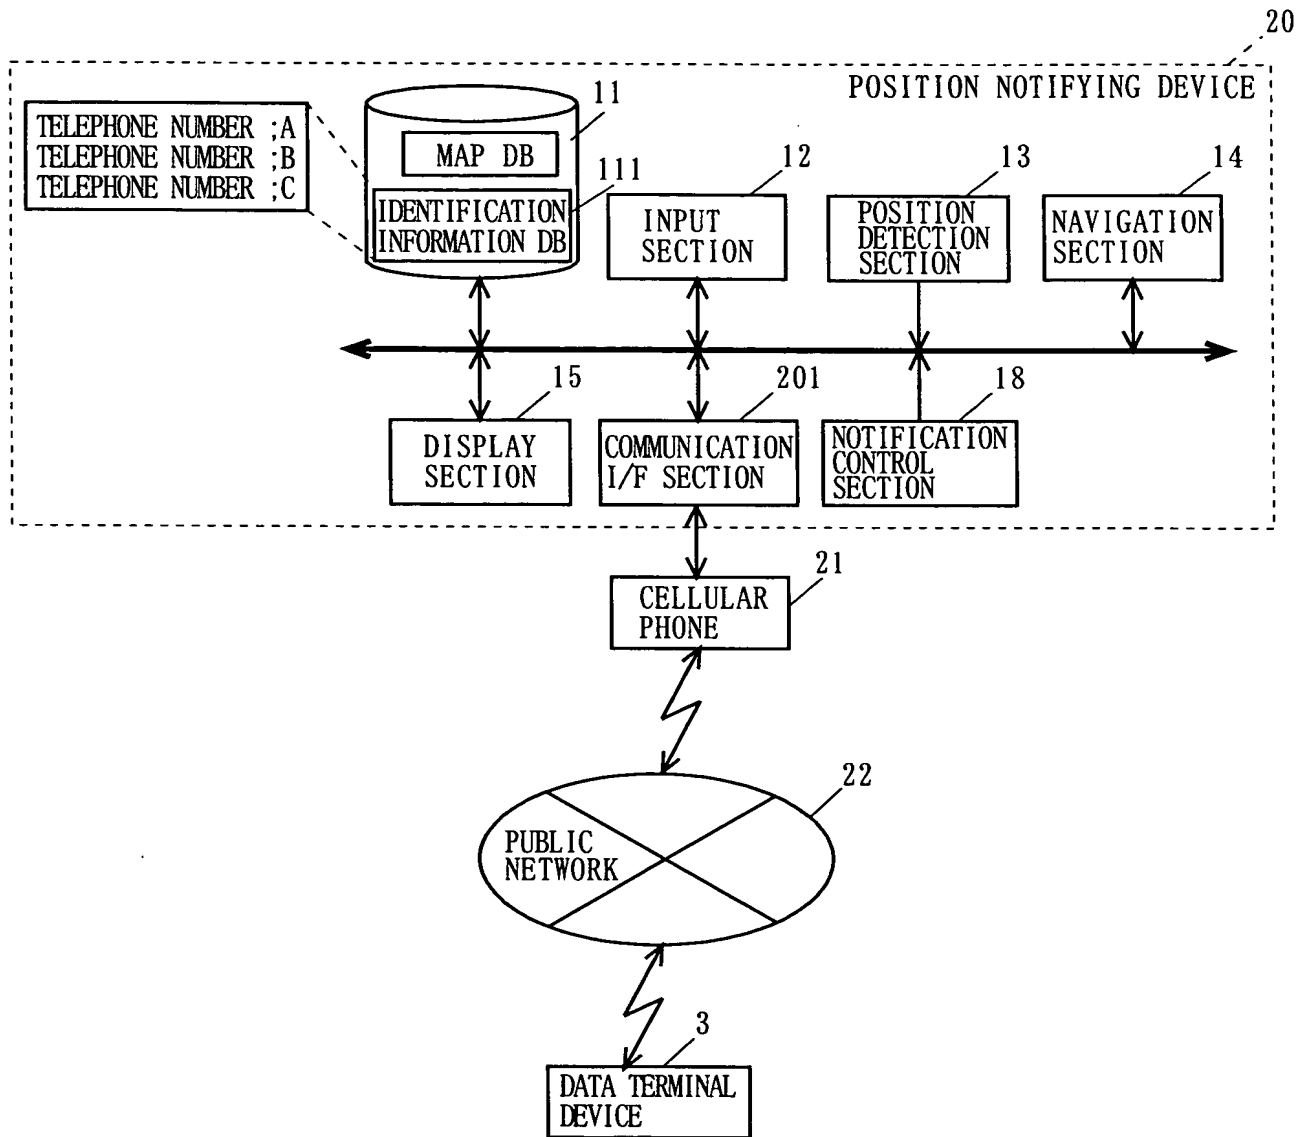 20
POSITION NOTIFYING DEVICE
TELEPHONE NUMBER ;A
TELEPHONE NUMBER ;B
TELEPHONE NUMBER ;C
11
MAP DB
111
IDENTIFICATION
INFORMATION DB
12
INPUT
SECTION
13
POSITION
DETECTION
SECTION
14
NAVIGATION
SECTION
15
DISPLAY
SECTION
201
COMMUNICATION
I/F SECTION
18
NOTIFICATION
CONTROL
SECTION
21
CELLULAR
PHONE
22
PUBLIC
NETWORK
3
DATA TERMINAL
DEVICE